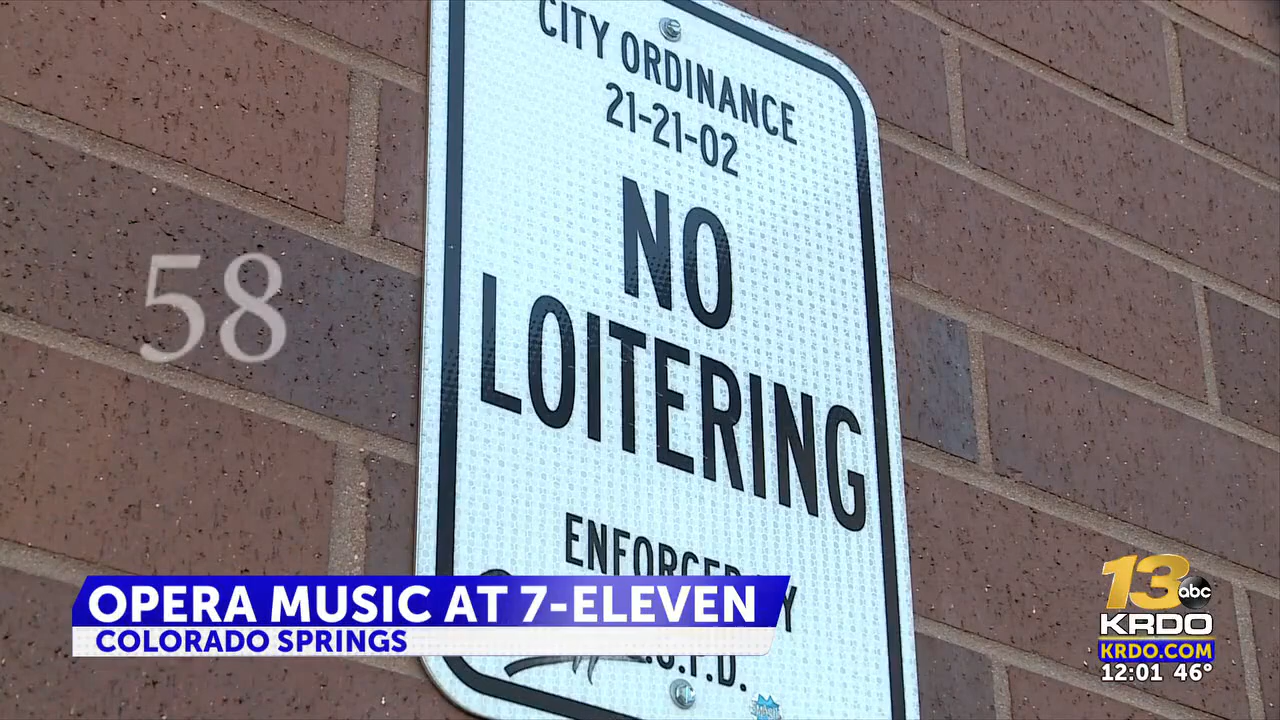 CITY ORDINANCE
21-21-02
NO
LOITERING
58
OPERA MUSIC AT 7-ELEVEN
COLORADO SPRINGS
13
abc
KRDO
KRDO.COM
12:01 46°